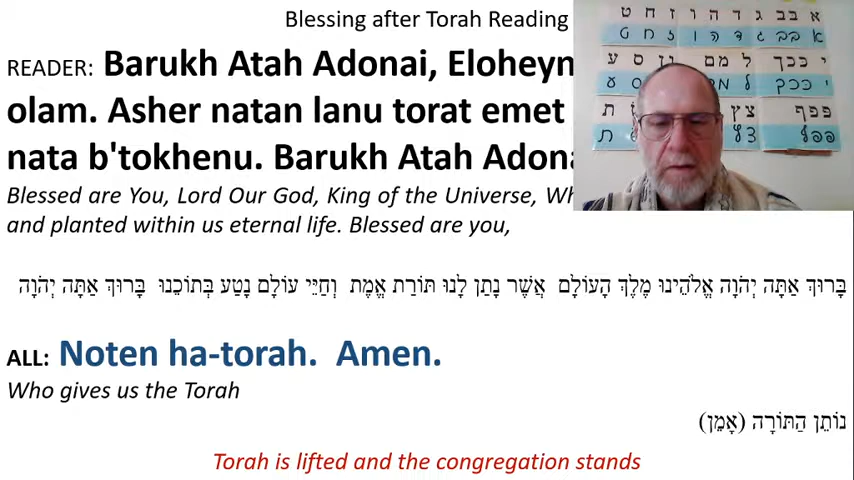 Blessing after Torah Reading
READER: Barukh Atah Adonai,
olam. Asher natan lanu torat emet
nata b'tokhenu. Barukh Atah
Blessed are You, Lord Our God, King of the Universe,
and planted within us eternal life. Blessed are you,
בָּרוּךְ אַתָּה יְהֹוָה אֱלֹהֵינוּ מֶלֶךְ הָעוֹלָם אֲשֶׁר נָתַן לָנוּ תּוֹרַת אֱמֶת וְחַיֵּי עוֹלָם נָטַע בְּתוֹכֵנוּ בָּרוּךְ אַתָּה יְהֹוָה
ALL: Noten ha-torah. Amen.
Who gives us the Torah
נוֹתֵן הַתּוֹרָה (אָמֵן)
Torah is lifted and the congregation stands
א בּב ג ד ה ו ז ח ט
א בּב ג ד ה ו ז ח ט